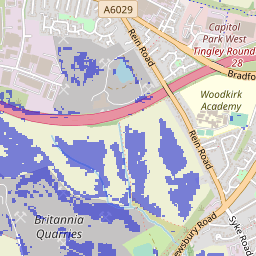 A6029
Rein Road
Capitol
Park West
Tingley Round
28
Bradfo
Woodkirk
Academy
Rein Road
Britannia
Quarries
ewsbury Road
Syke Road